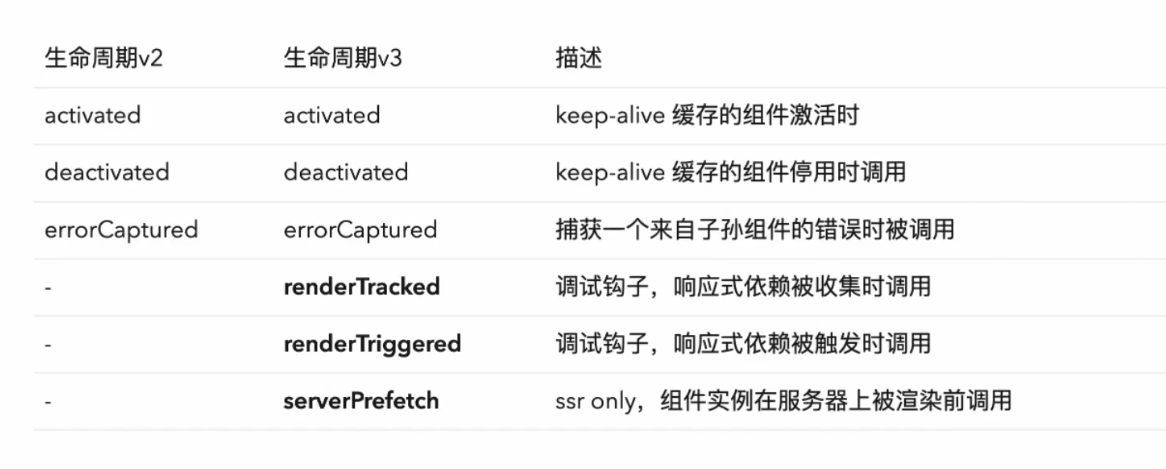 生命周期v2 生命周期v3 描述
activated activated keep-alive 缓存的组件激活时
deactivated deactivated keep-alive 缓存的组件停用时调用
errorCaptured errorCaptured 捕获一个来自子孙组件的错误时被调用
- renderTracked 调试钩子，响应式依赖被收集时调用
- renderTriggered 调试钩子，响应式依赖被触发时调用
- serverPrefetch ssr only，组件实例在服务器上被渲染前调用